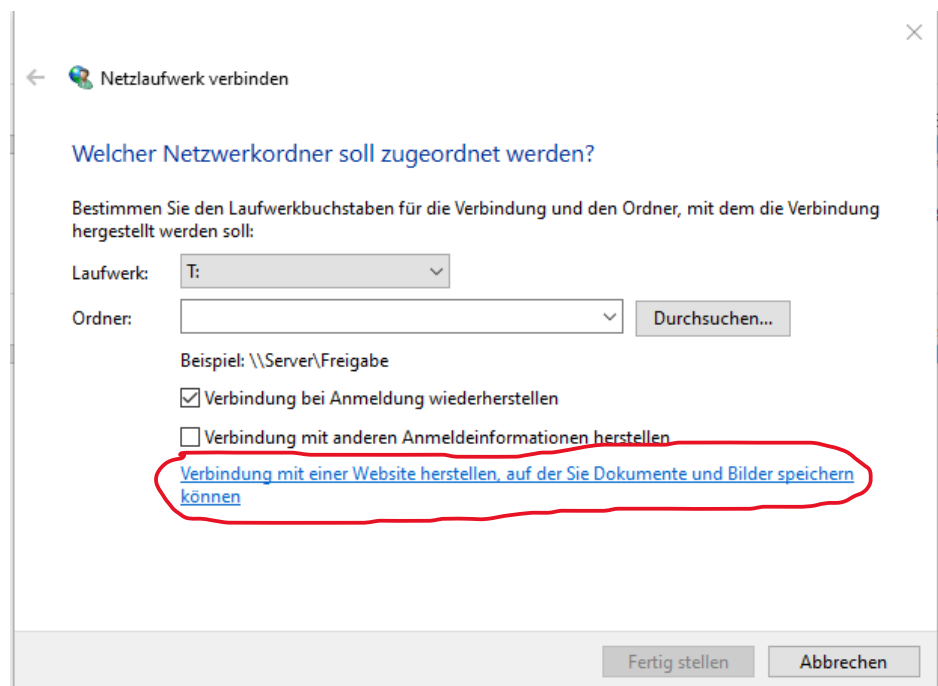 Netzlaufwerk verbinden
Welcher Netzwerkordner soll zugeordnet werden?
Bestimmen Sie den Laufwerkbuchstaben für die Verbindung und den Ordner, mit dem die Verbindung
hergestellt werden soll:
Laufwerk: T:
Ordner: Durchsuchen...
Beispiel: \\Server\Freigabe
Verbindung bei Anmeldung wiederherstellen
Verbindung mit anderen Anmeldeinformationen herstellen
Verbindung mit einer Website herstellen, auf der Sie Dokumente und Bilder speichern
können
Fertig stellen Abbrechen